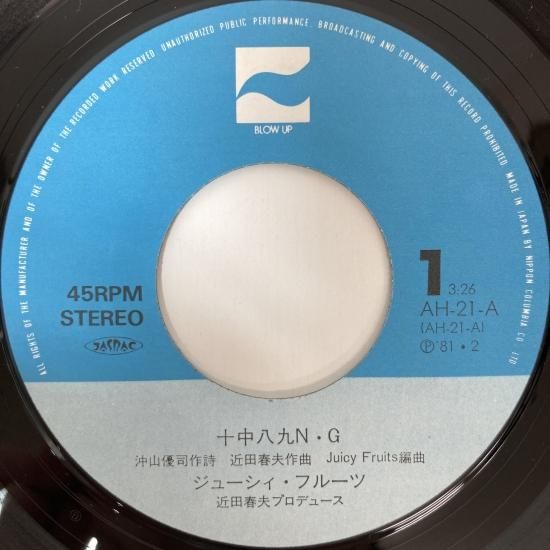 ALL RIGHTS OF THE MANUFACTURER AND OF THE OWNER OF THE RECORDED WORK RESERVED UNAUTHORIZED PUBLIC PERFORMANCE. BROADCASTING AND COPYING OF THIS RECORD PROHIBITED MADE IN JAPAN BY NIPPON COLUMBIA CO. LTD
BLOW UP
45RPM
STEREO
JASRAC
1 3:26
AH-21-A
(AH-21-A)
Ⓟ'81・2
十中八九N・G
沖山優司作詩 近田春夫作曲 Juicy Fruits編曲
ジューシィ・フルーツ
近田春夫プロデュース